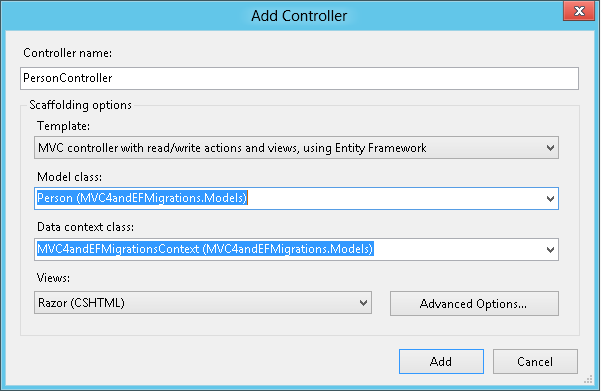 Add Controller
Controller name:
PersonController
Scaffolding options
Template:
MVC controller with read/write actions and views, using Entity Framework
Model class:
Person (MVC4andEFMigrations.Models)
Data context class:
MVC4andEFMigrationsContext (MVC4andEFMigrations.Models)
Views:
Razor (CSHTML)
Advanced Options...
Add
Cancel